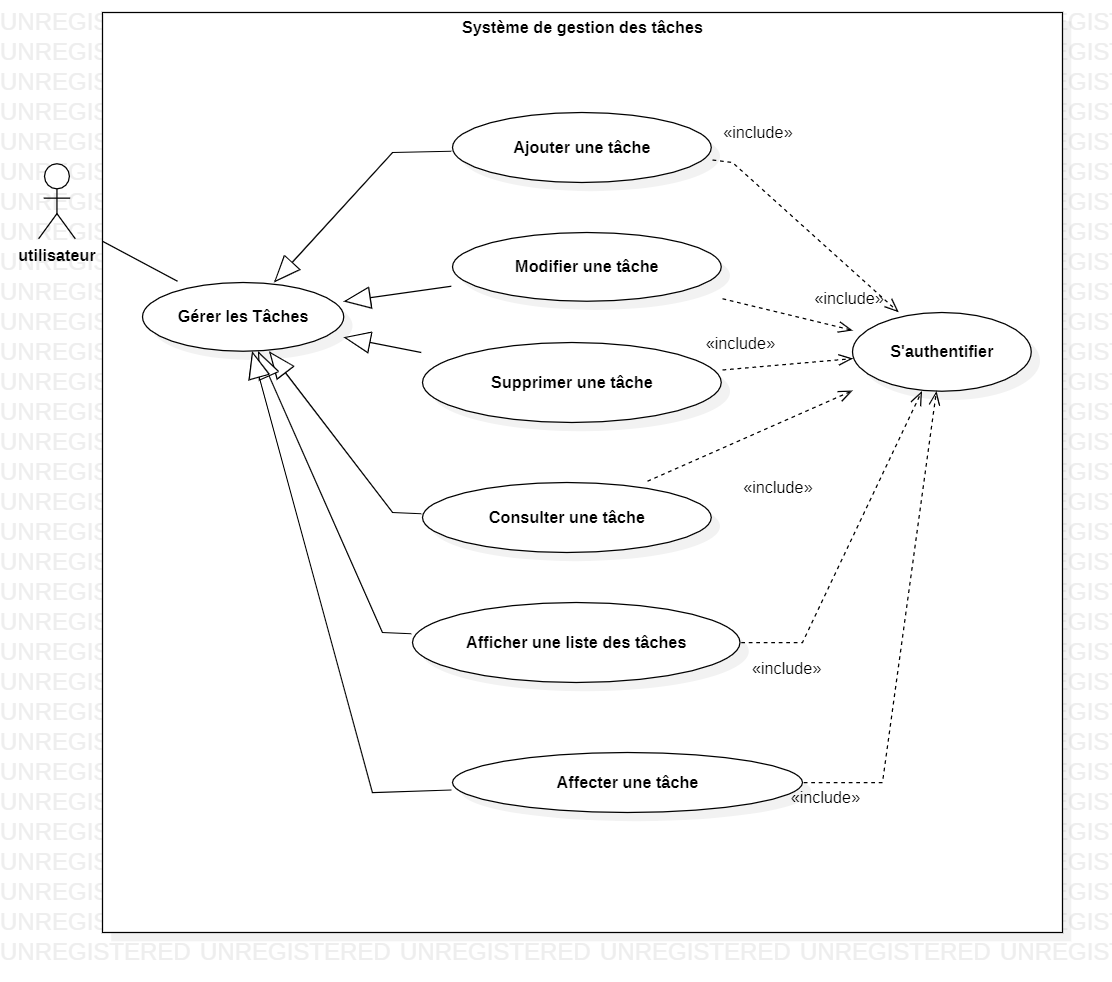 Système de gestion des tâches
Ajouter une tâche
«include»
utilisateur
Modifier une tâche
«include»
Gérer les Tâches
«include»
S'authentifier
Supprimer une tâche
«include»
Consulter une tâche
Afficher une liste des tâches
«include»
Affecter une tâche
«include»
UNREGISTERED UNREGISTERED UNREGISTERED UNREGISTERED UNREGISTERED UNREGIS